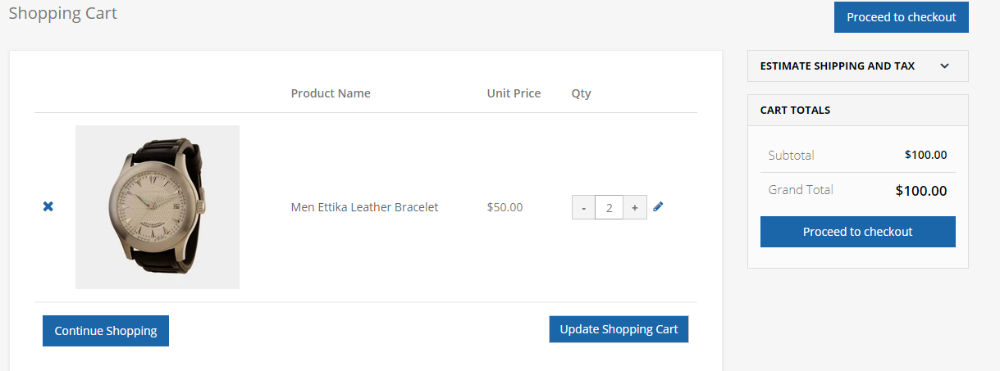 Shopping Cart
Proceed to checkout
Product Name Unit Price Qty
Men Ettika Leather Bracelet $50.00 - 2 +
Continue Shopping
Update Shopping Cart
ESTIMATE SHIPPING AND TAX
CART TOTALS
Subtotal $100.00
Grand Total $100.00
Proceed to checkout